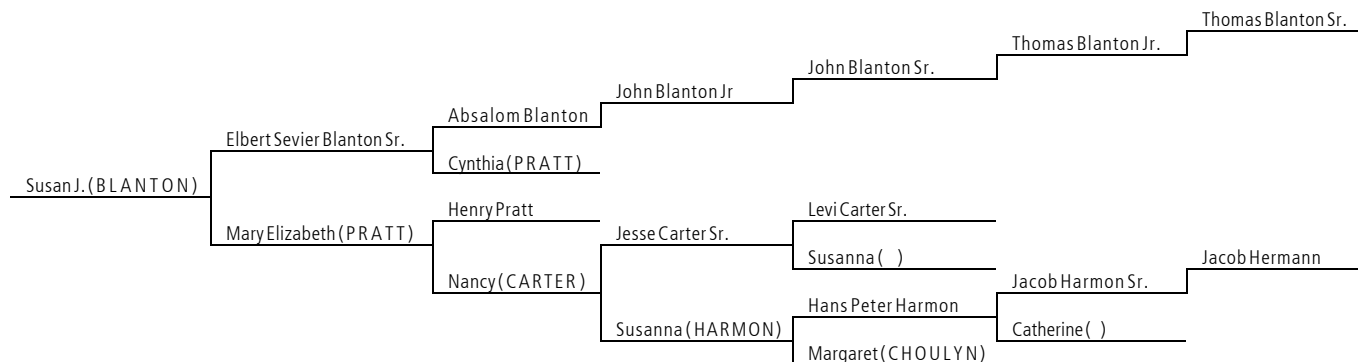 Thomas Blanton Sr.
Thomas Blanton Jr.
John Blanton Sr.
John Blanton Jr
Absalom Blanton
Elbert Sevier Blanton Sr.
Cynthia (PRATT)
Susan J. (BLANTON)
Henry Pratt
Levi Carter Sr.
Mary Elizabeth (PRATT)
Jesse Carter Sr.
Susanna ( )
Jacob Hermann
Nancy (CARTER)
Jacob Harmon Sr.
Hans Peter Harmon
Susanna (HARMON)
Catherine ( )
Margaret (CHOULYN)